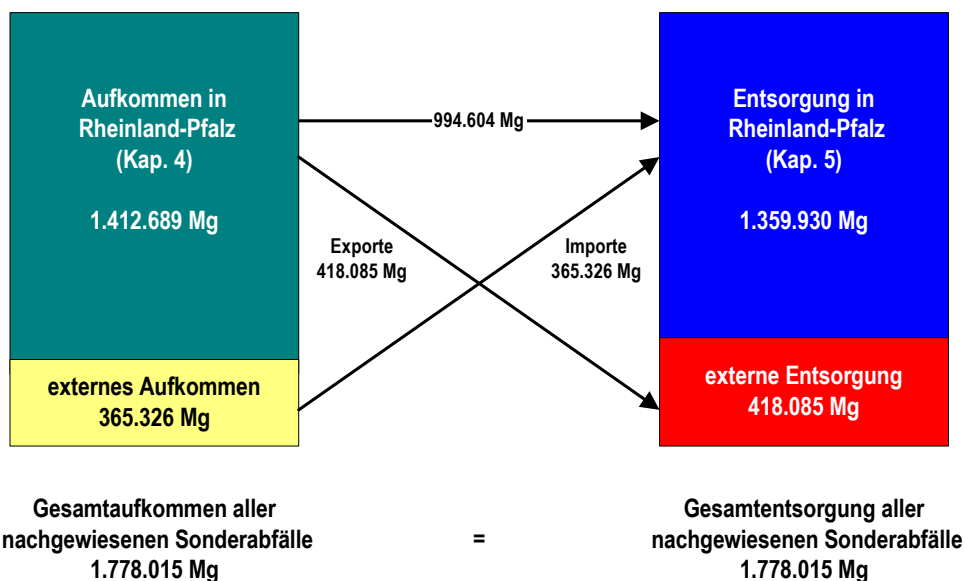 Aufkommen in
Rheinland-Pfalz
(Kap. 4)
1.412.689 Mg
externes Aufkommen
365.326 Mg
994.604 Mg
Exporte
418.085 Mg
Importe
365.326 Mg
Entsorgung in
Rheinland-Pfalz
(Kap. 5)
1.359.930 Mg
externe Entsorgung
418.085 Mg
Gesamtaufkommen aller
nachgewiesenen Sonderabfälle
1.778.015 Mg
=
Gesamtentsorgung aller
nachgewiesenen Sonderabfälle
1.778.015 Mg